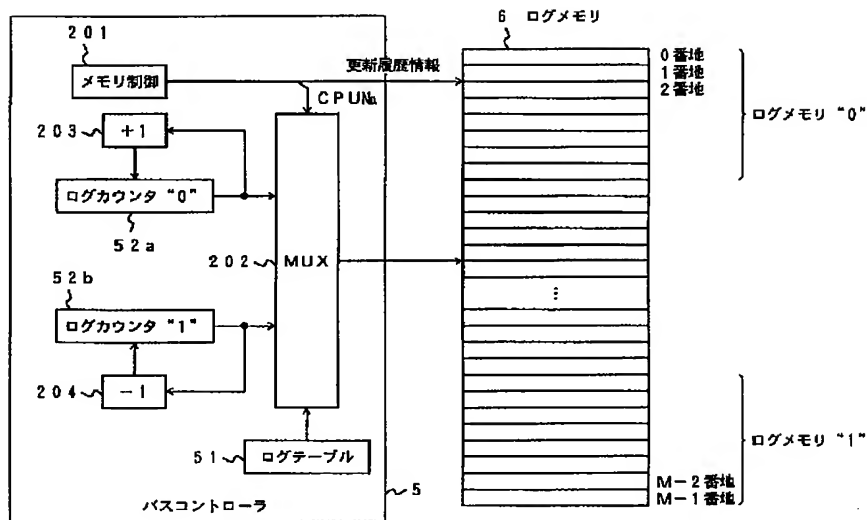 6 ログメモリ
201
メモリ制御
更新履歴情報
0番地
1番地
2番地
CPU№
ログメモリ "0"
203
+1
ログカウンタ "0"
52a
202
MUX
52b
ログカウンタ "1"
204
-1
⋮
51
ログテーブル
ログメモリ "1"
5
M-2番地
M-1番地
バスコントローラ